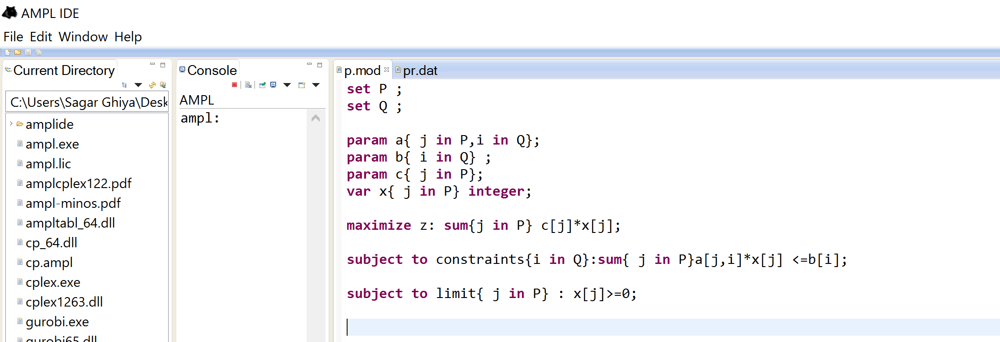 AMPL IDE
File Edit Window Help
Current Directory
C:\Users\Sagar Ghiya\Desk
amplide
ampl.exe
ampl.lic
amplcplex122.pdf
ampl-minos.pdf
ampltabl_64.dll
cp_64.dll
cp.ampl
cplex.exe
cplex1263.dll
gurobi.exe
gurobi65.dll
Console
AMPL
ampl:
p.mod
pr.dat
set P ;
set Q ;
param a{ j in P,i in Q};
param b{ i in Q} ;
param c{ j in P};
var x{ j in P} integer;
maximize z: sum{j in P} c[j]*x[j];
subject to constraints{i in Q}:sum{ j in P}a[j,i]*x[j] <=b[i];
subject to limit{ j in P} : x[j]>=0;